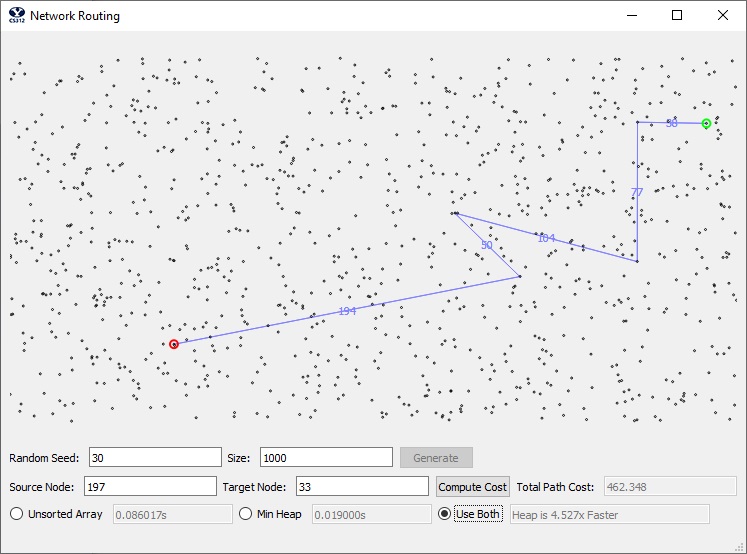 CS312 Network Routing
38
77
104
50
194
Random Seed: 30 Size: 1000 Generate
Source Node: 197 Target Node: 33 Compute Cost Total Path Cost: 462.348
Unsorted Array 0.086017s Min Heap 0.019000s Use Both Heap is 4.527x Faster